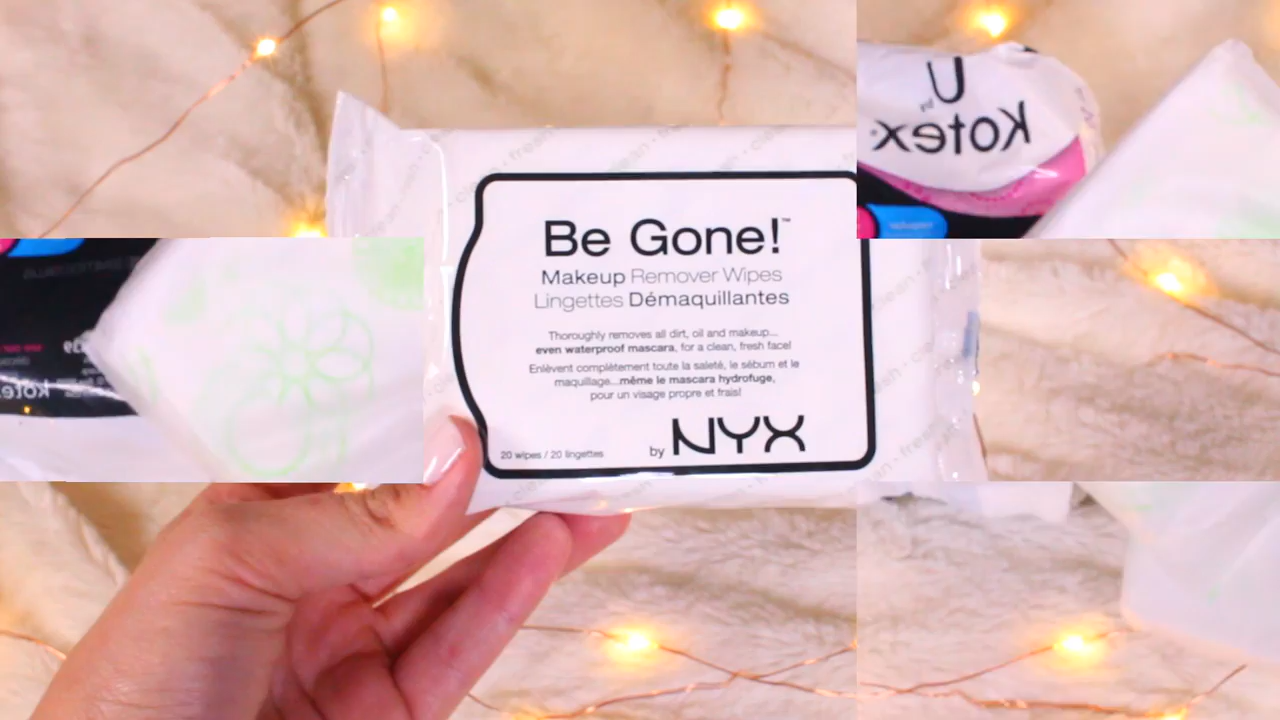 Be Gone!™
Makeup Remover Wipes
Lingettes Démaquillantes
Thoroughly removes all dirt, oil and makeup...
even waterproof mascara, for a clean, fresh face!
Enlèvent complètement toute la saleté, le sébum et le
maquillage...même le mascara hydrofuge,
pour un visage propre et frais!
20 wipes / 20 lingettes
by NYX
U
by
Kotex